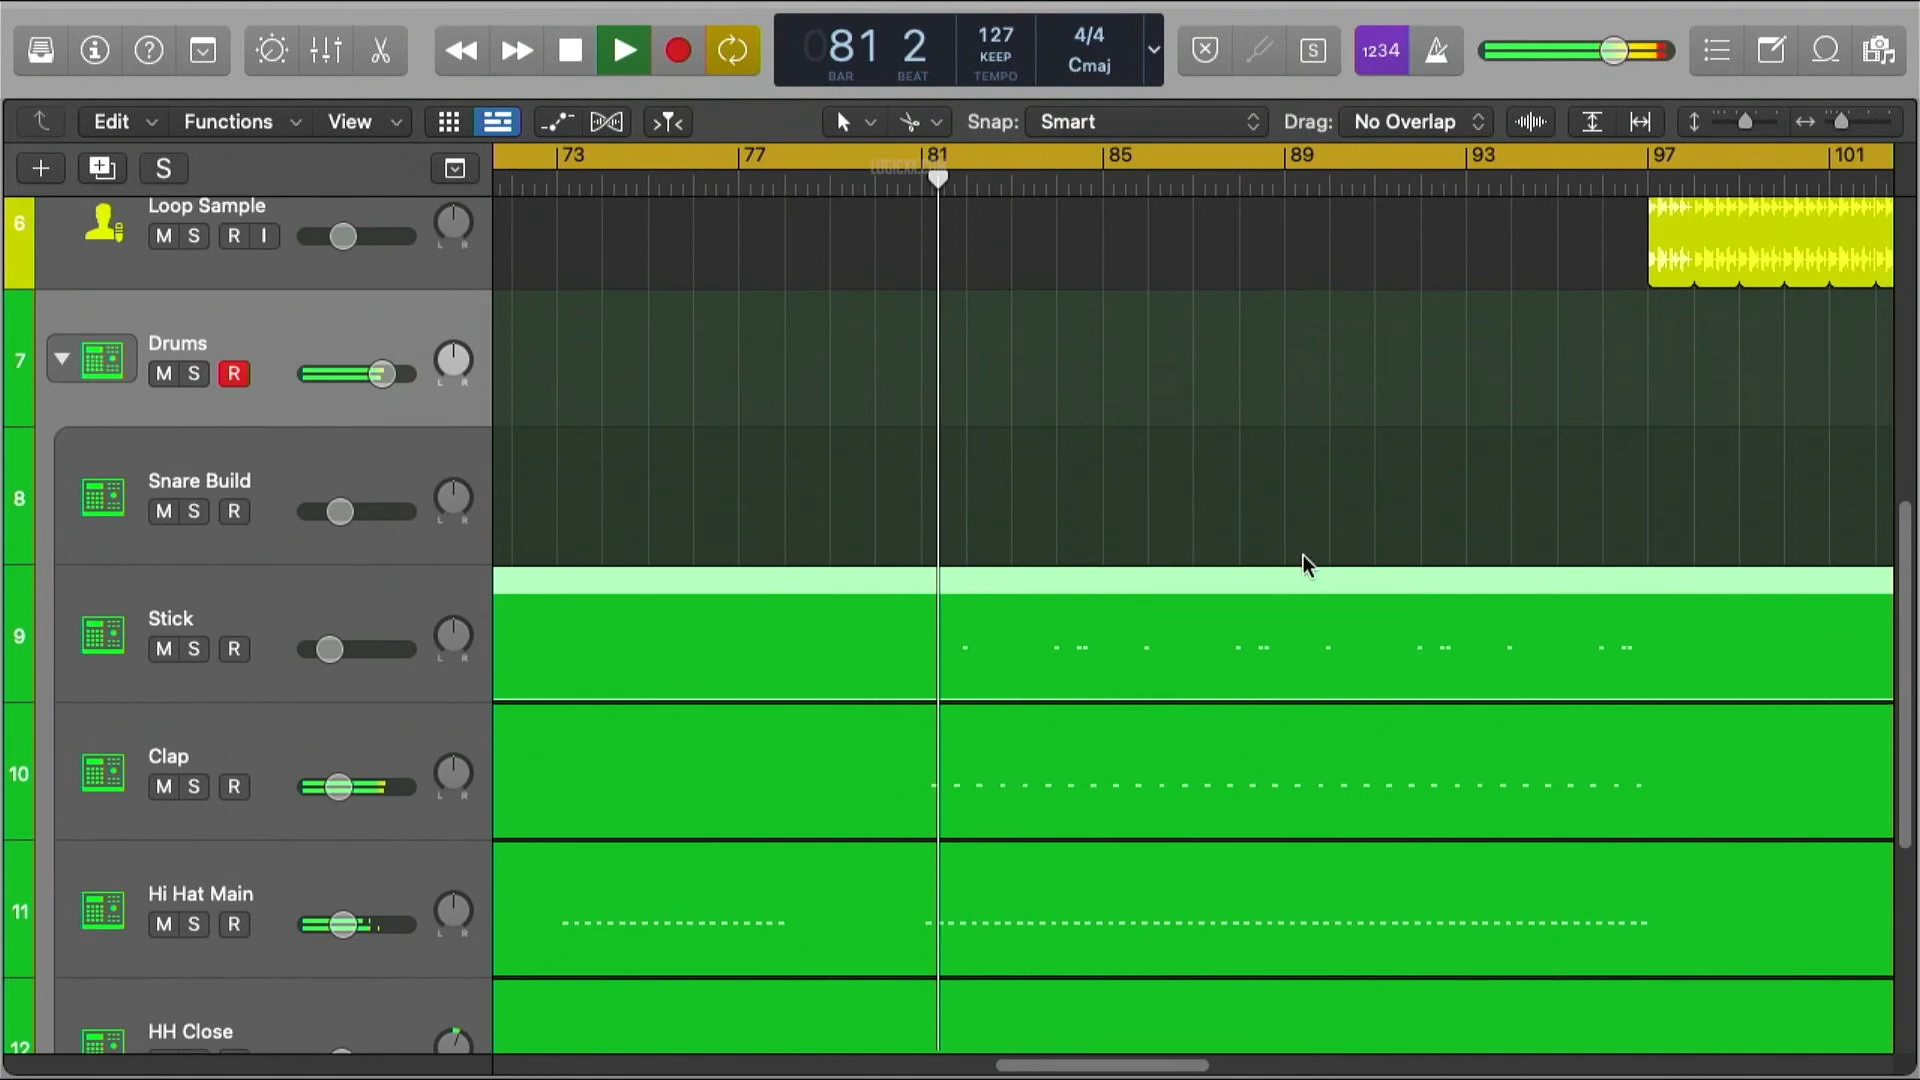 81 2
BAR BEAT
127
KEEP
TEMPO
4/4
Cmaj
S
1234
Edit Functions View
Snap: Smart
Drag: No Overlap
S
73 77 81 85 89 93 97 101
6
Loop Sample
M S R I
L R
7
Drums
M S R
L R
8
Snare Build
M S R
L R
9
Stick
M S R
L R
10
Clap
M S R
L R
11
Hi Hat Main
M S R
L R
12
HH Close